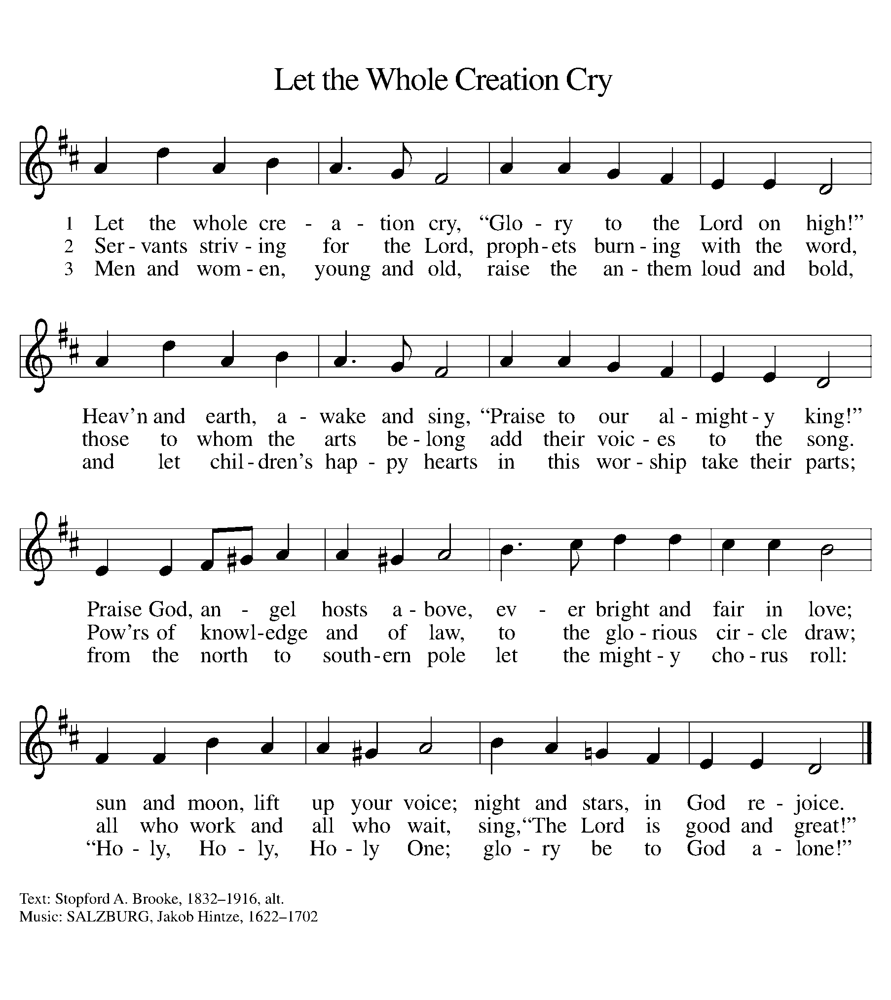 Let the Whole Creation Cry
1 Let the whole cre - a - tion cry, “Glo - ry to the Lord on high!”
2 Ser - vants striv - ing for the Lord, proph - ets burn - ing with the word,
3 Men and wom - en, young and old, raise the an - them loud and bold,
Heav’n and earth, a - wake and sing, “Praise to our al - might - y king!”
those to whom the arts be - long add their voic - es to the song.
and let chil - dren’s hap - py hearts in this wor - ship take their parts;
Praise God, an - gel hosts a - bove, ev - er bright and fair in love;
Pow’rs of knowl - edge and of law, to the glo - rious cir - cle draw;
from the north to south - ern pole let the might - y cho - rus roll:
sun and moon, lift up your voice; night and stars, in God re - joice.
all who work and all who wait, sing, “The Lord is good and great!”
“Ho - ly, Ho - ly, Ho - ly One; glo - ry be to God a - lone!”
Text: Stopford A. Brooke, 1832–1916, alt.
Music: SALZBURG, Jakob Hintze, 1622–1702